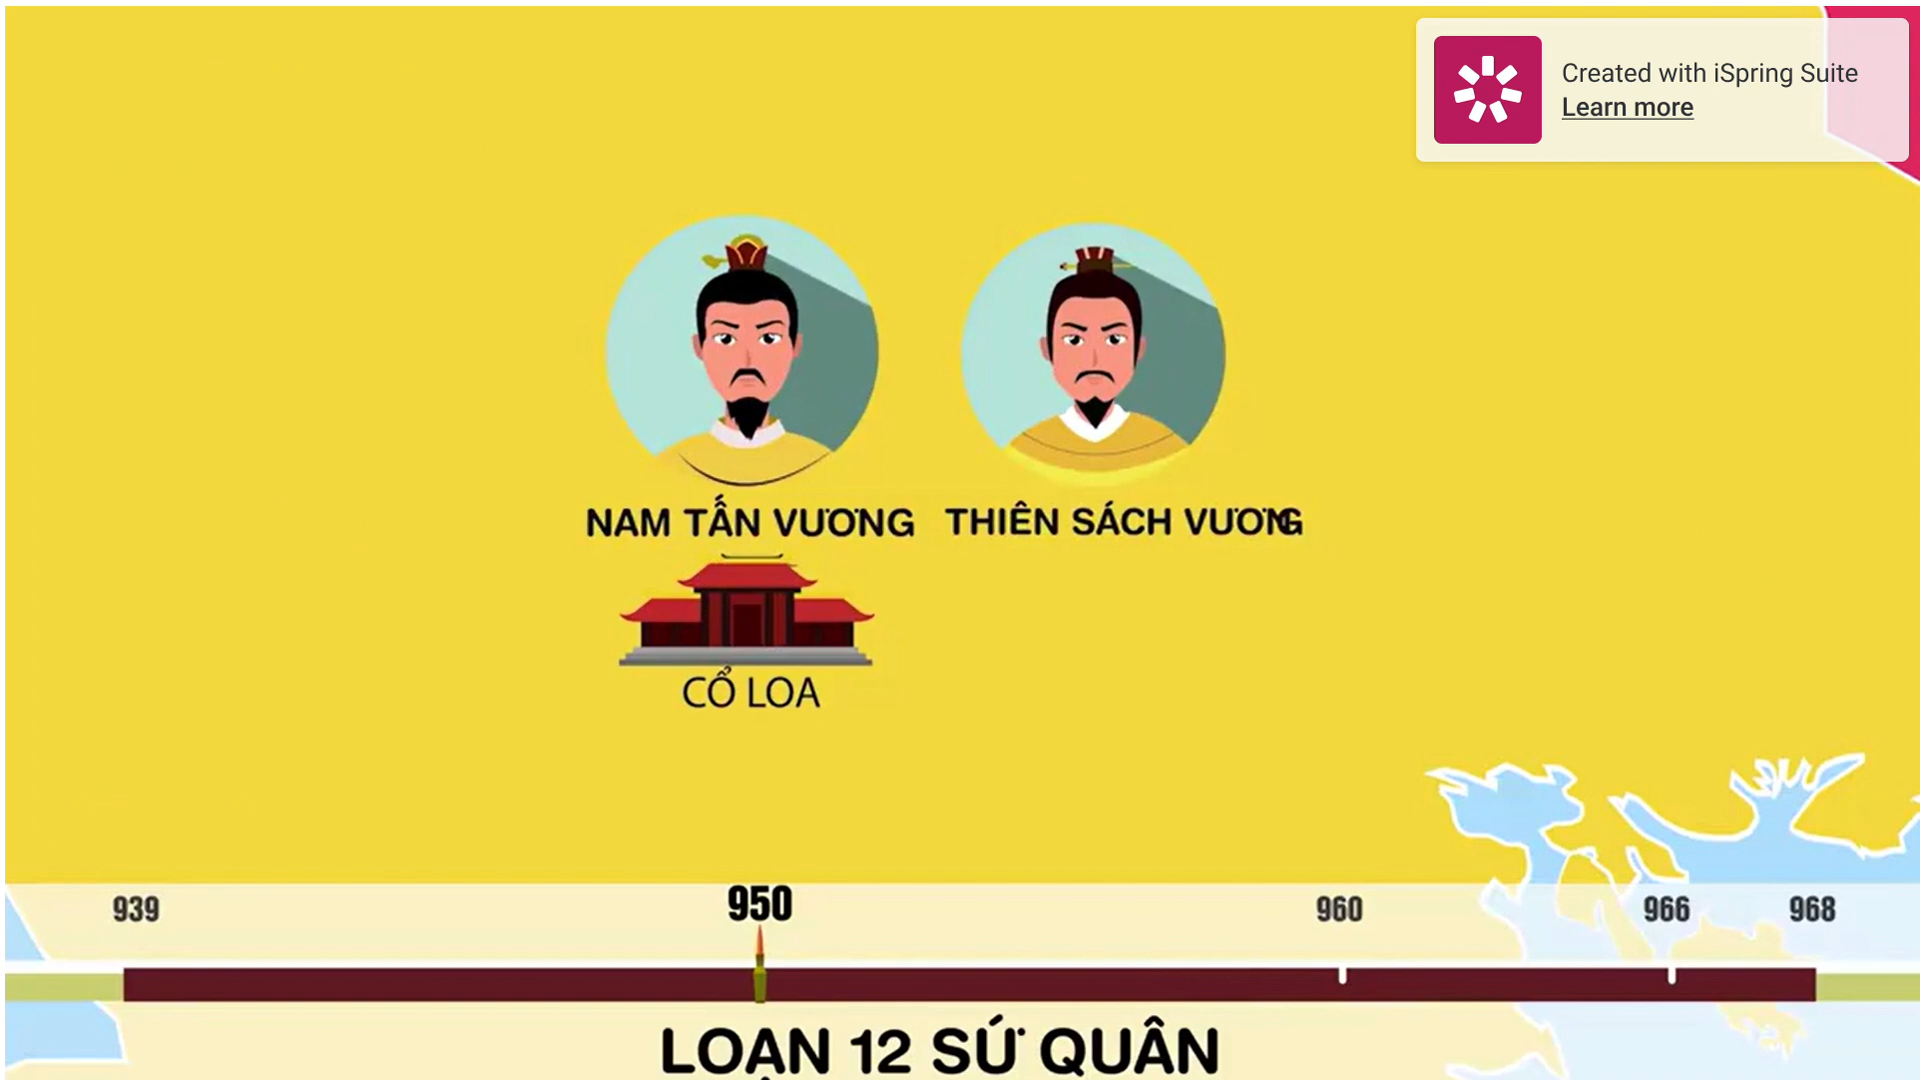 Created with iSpring Suite
Learn more
NAM TẤN VƯƠNG
THIÊN SÁCH VƯƠNG
CỔ LOA
939
950
960
966
968
LOẠN 12 SỨ QUÂN